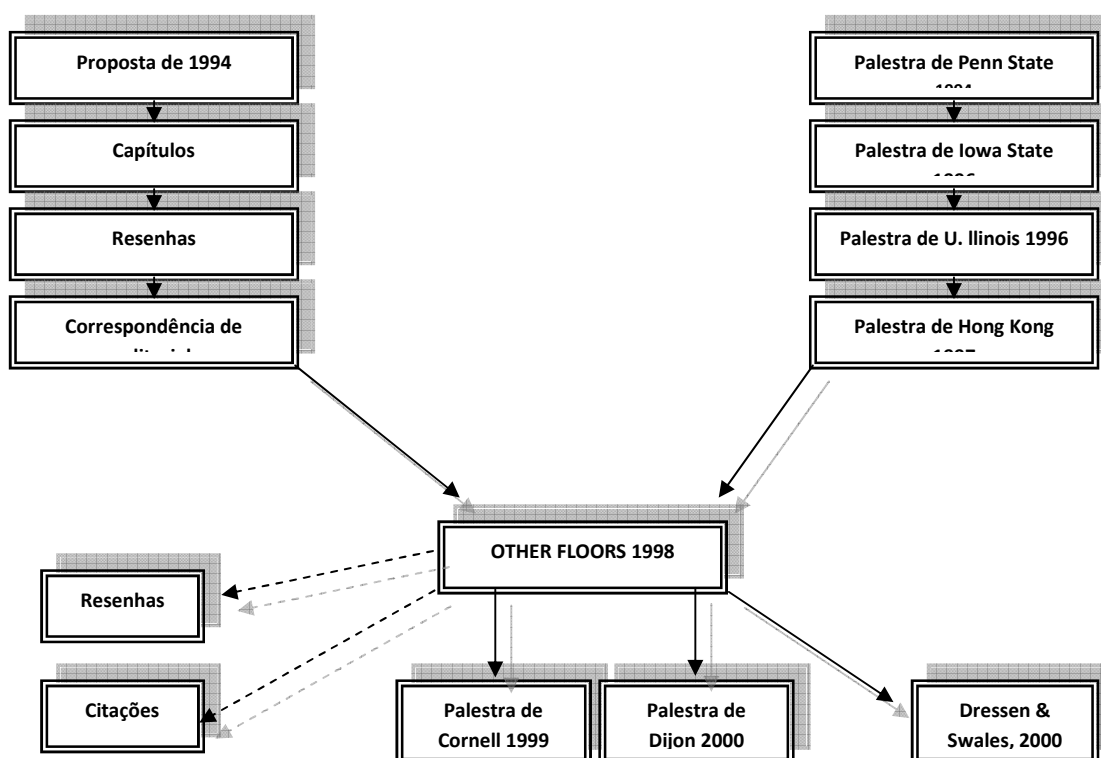 Proposta de 1994
Capítulos
Resenhas
Correspondência de
Palestra de Penn State
Palestra de Iowa State
Palestra de U. llinois 1996
Palestra de Hong Kong
OTHER FLOORS 1998
Resenhas
Citações
Palestra de
Cornell 1999
Palestra de
Dijon 2000
Dressen &
Swales, 2000